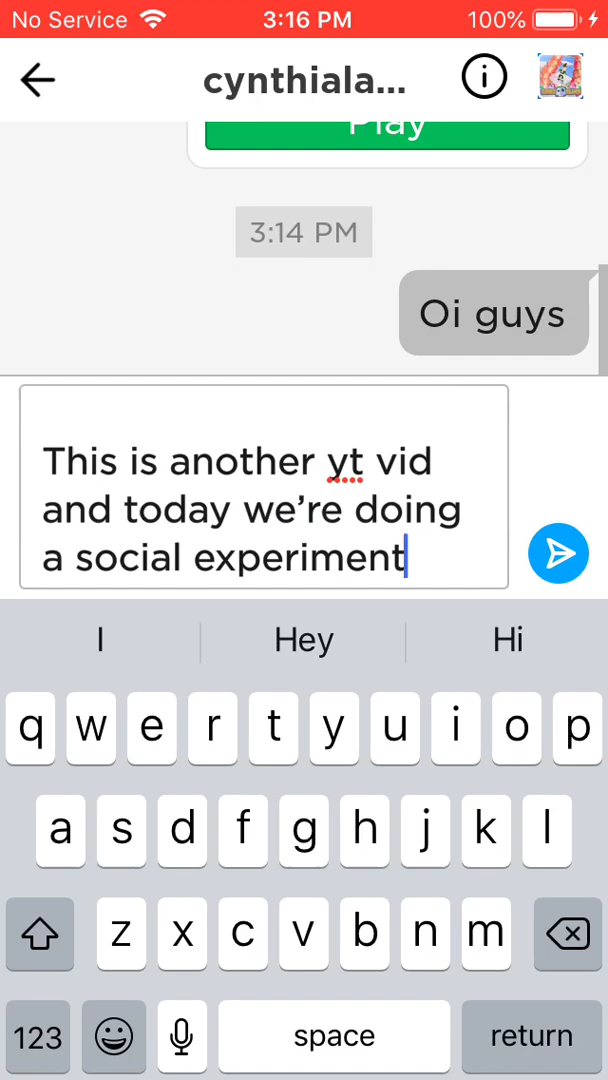 No Service 3:16 PM 100%
cynthiala...
Play
3:14 PM
Oi guys
This is another yt vid
and today we’re doing
a social experiment
I Hey Hi
q w e r t y u i o p
a s d f g h j k l
z x c v b n m
123 space return